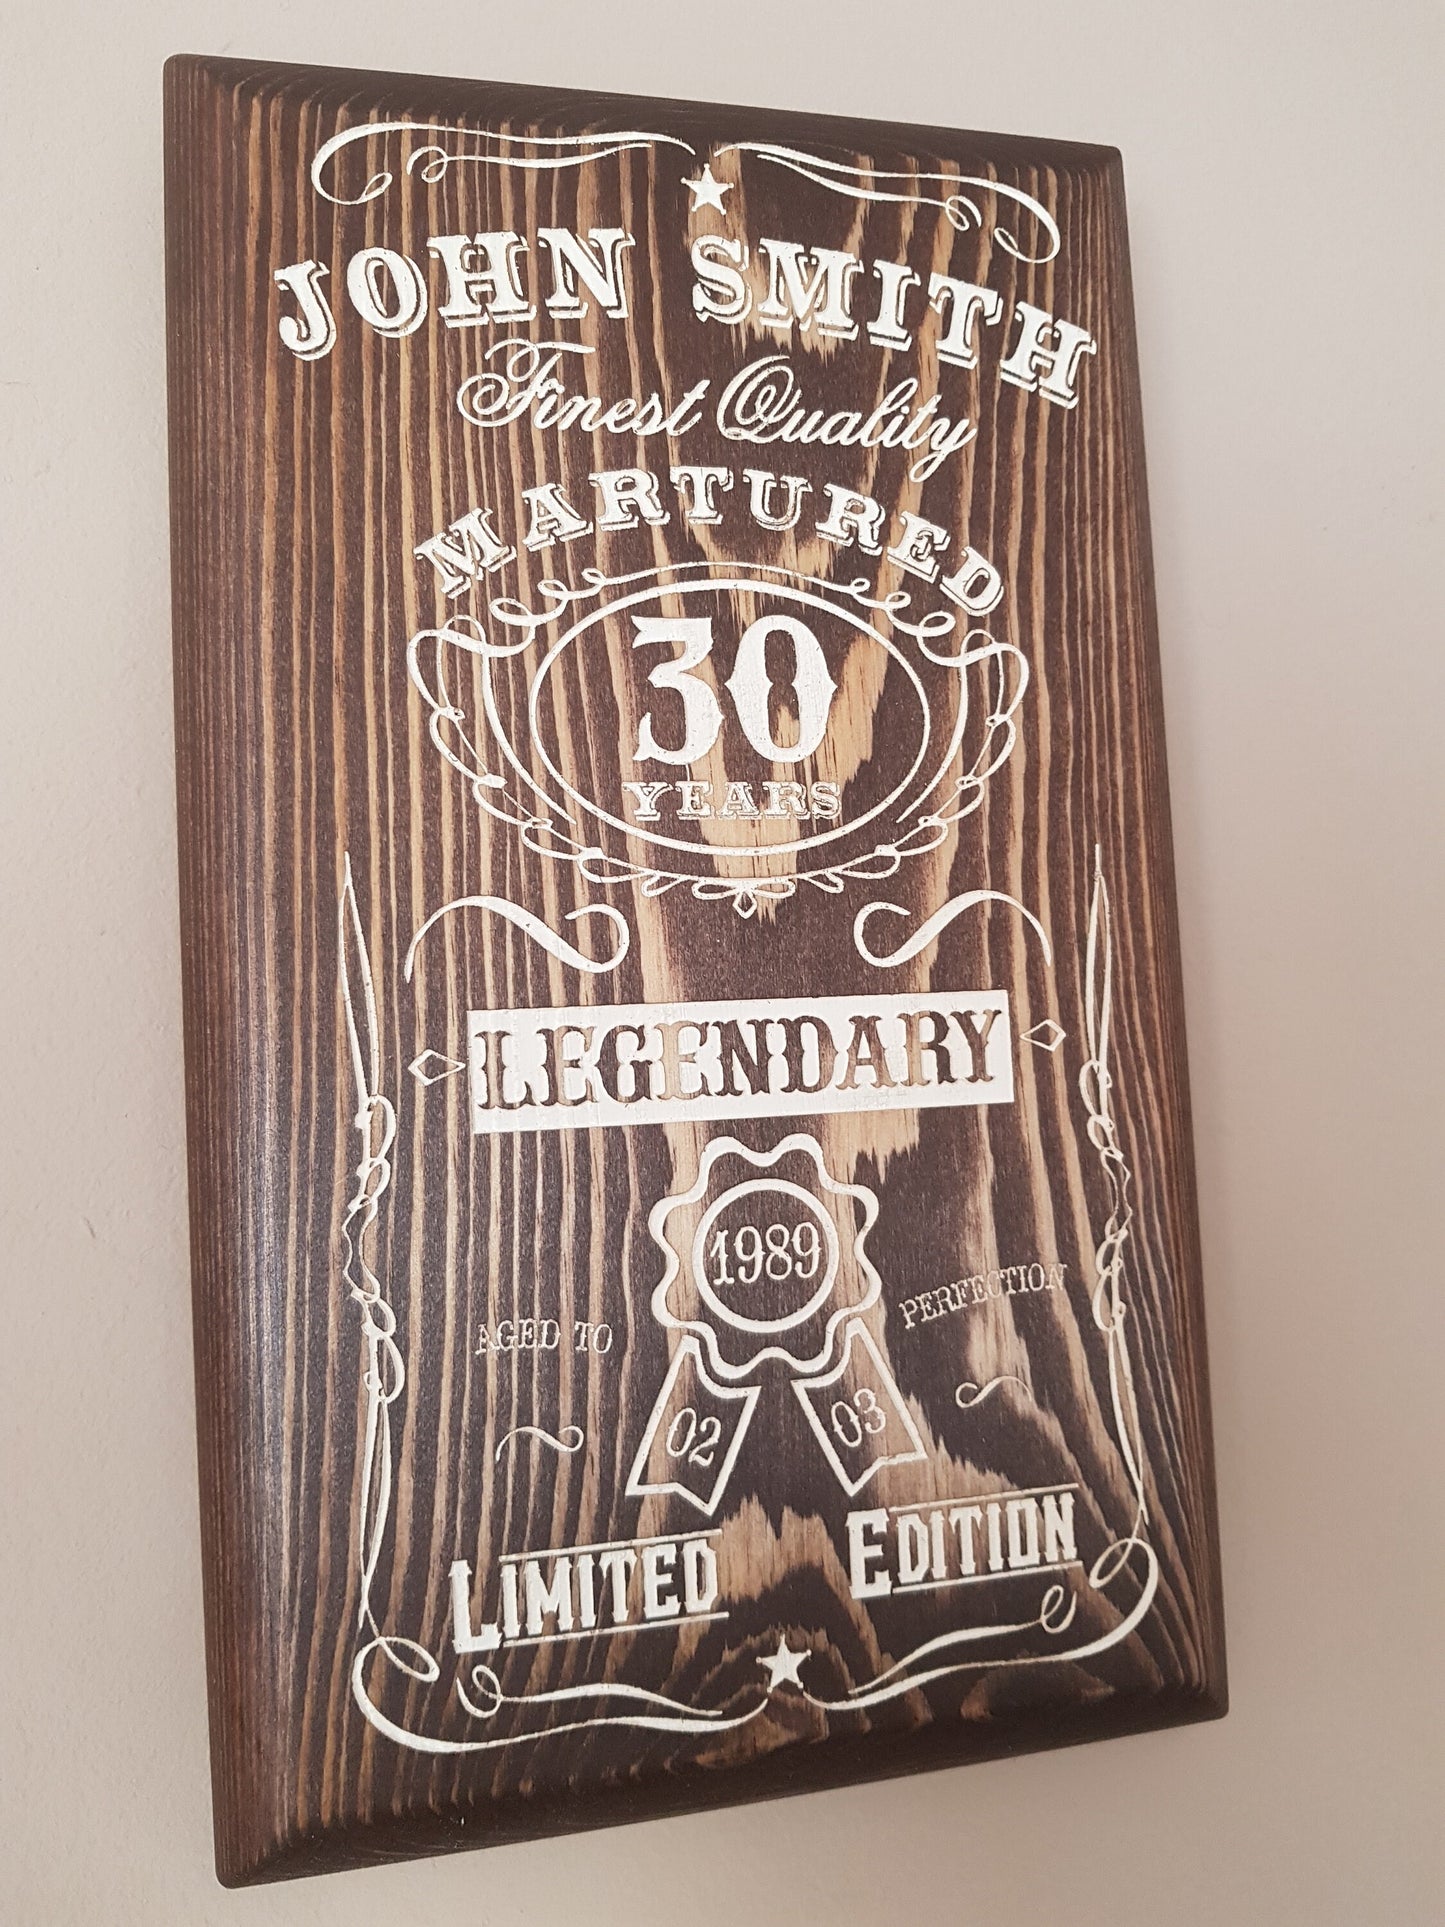 JOHN SMITH
Finest Quality
MARTURED
30
YEARS
LEGENDARY
1989
AGED TO PERFECTION
02 03
LIMITED EDITION